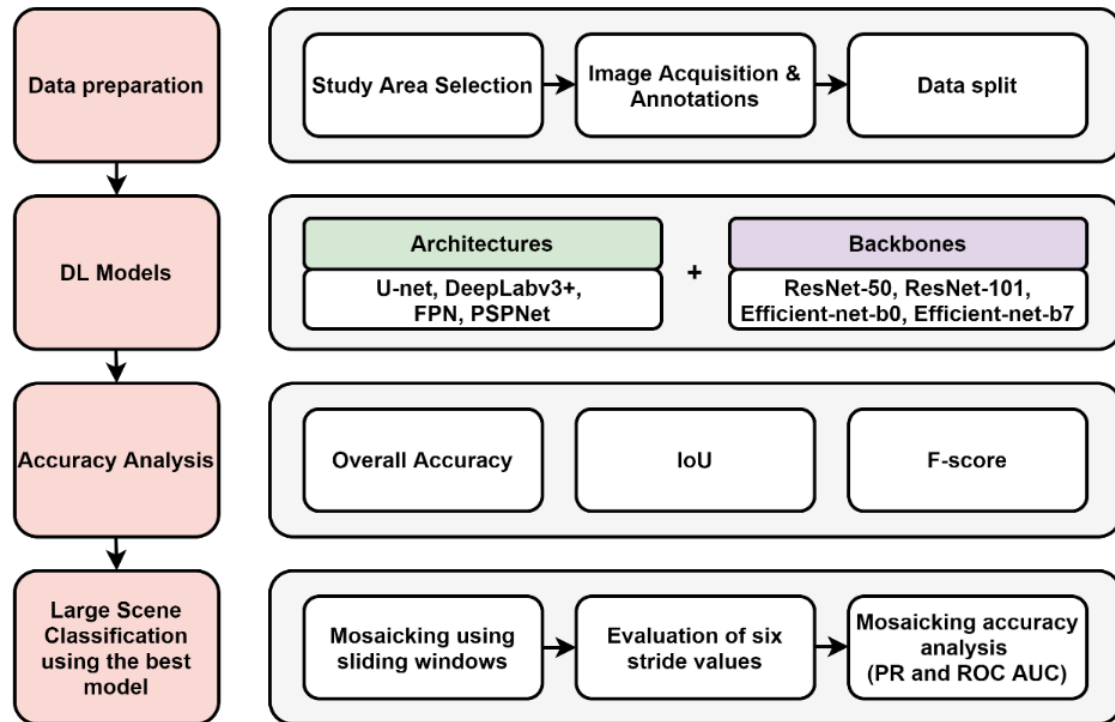 Data preparation
Study Area Selection
Image Acquisition &
Annotations
Data split
DL Models
Architectures
U-net, DeepLabv3+,
FPN, PSPNet
+
Backbones
ResNet-50, ResNet-101,
Efficient-net-b0, Efficient-net-b7
Accuracy Analysis
Overall Accuracy
IoU
F-score
Large Scene
Classification
using the best
model
Mosaicking using
sliding windows
Evaluation of six
stride values
Mosaicking accuracy
analysis
(PR and ROC AUC)